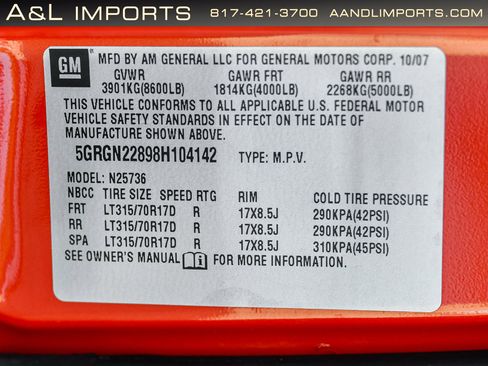 A&L IMPORTS 817-421-3700 AANDLIMPORTS.COM
GM MFD BY AM GENERAL LLC FOR GENERAL MOTORS CORP. 10/07
GVWR GAWR FRT GAWR RR
3901KG(8600LB) 1814KG(4000LB) 2268KG(5000LB)
THIS VEHICLE CONFORMS TO ALL APPLICABLE U.S. FEDERAL MOTOR
VEHICLE SAFETY STANDARDS IN EFFECT ON THE DATE OF
MANUFACTURE SHOWN ABOVE.
5GRGN22898H104142 TYPE: M.P.V.
MODEL: N25736
NBCC TIRE SIZE SPEED RTG RIM COLD TIRE PRESSURE
FRT LT315/70R17D R 17X8.5J 290KPA(42PSI)
RR LT315/70R17D R 17X8.5J 290KPA(42PSI)
SPA LT315/70R17D R 17X8.5J 310KPA(45PSI)
SEE OWNER'S MANUAL FOR MORE INFORMATION.